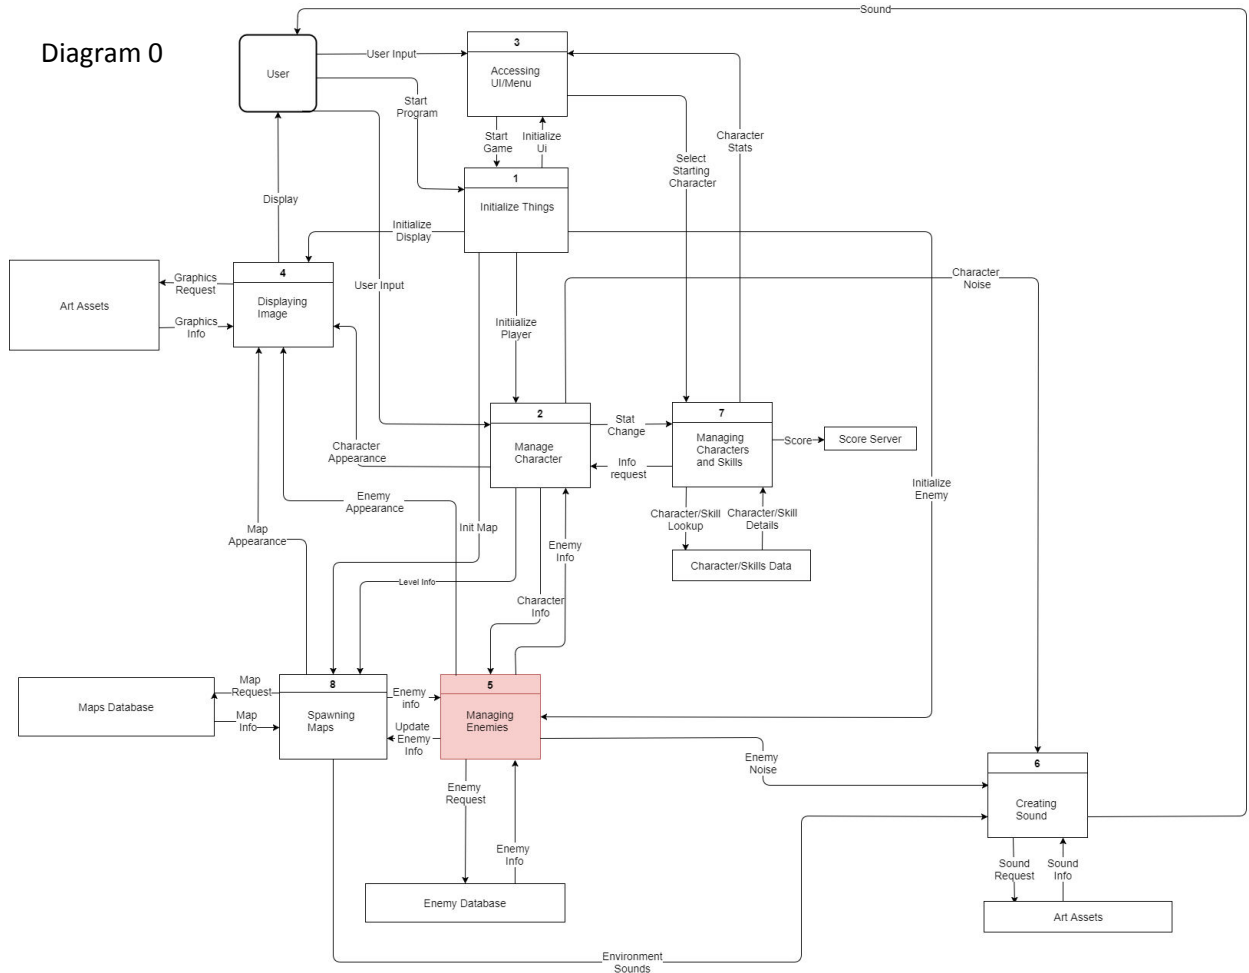 Sound
Diagram 0
User
User Input
Start
Program
3
Accessing
UI/Menu
Start
Game
Initialize
Ui
Character
Stats
Select
Starting
Character
1
Initialize Things
Display
Initialize
Display
4
Displaying
Image
Graphics
Request
Art Assets
Graphics
Info
User Input
Character
Noise
Initiialize
Player
2
Manage
Character
Stat
Change
Info
request
7
Managing
Characters
and Skills
Score
Score Server
Character
Appearance
Enemy
Appearance
Initialize
Enemy
Map
Appearance
Init Map
Enemy
Info
Character/Skill
Lookup
Character/Skill
Details
Character/Skills Data
Level Info
Character
Info
Maps Database
Map
Request
Map
Info
8
Spawning
Maps
Enemy
info
Update
Enemy
Info
5
Managing
Enemies
Enemy
Noise
Enemy
Request
Enemy
Info
Enemy Database
6
Creating
Sound
Sound
Request
Sound
Info
Art Assets
Environment
Sounds